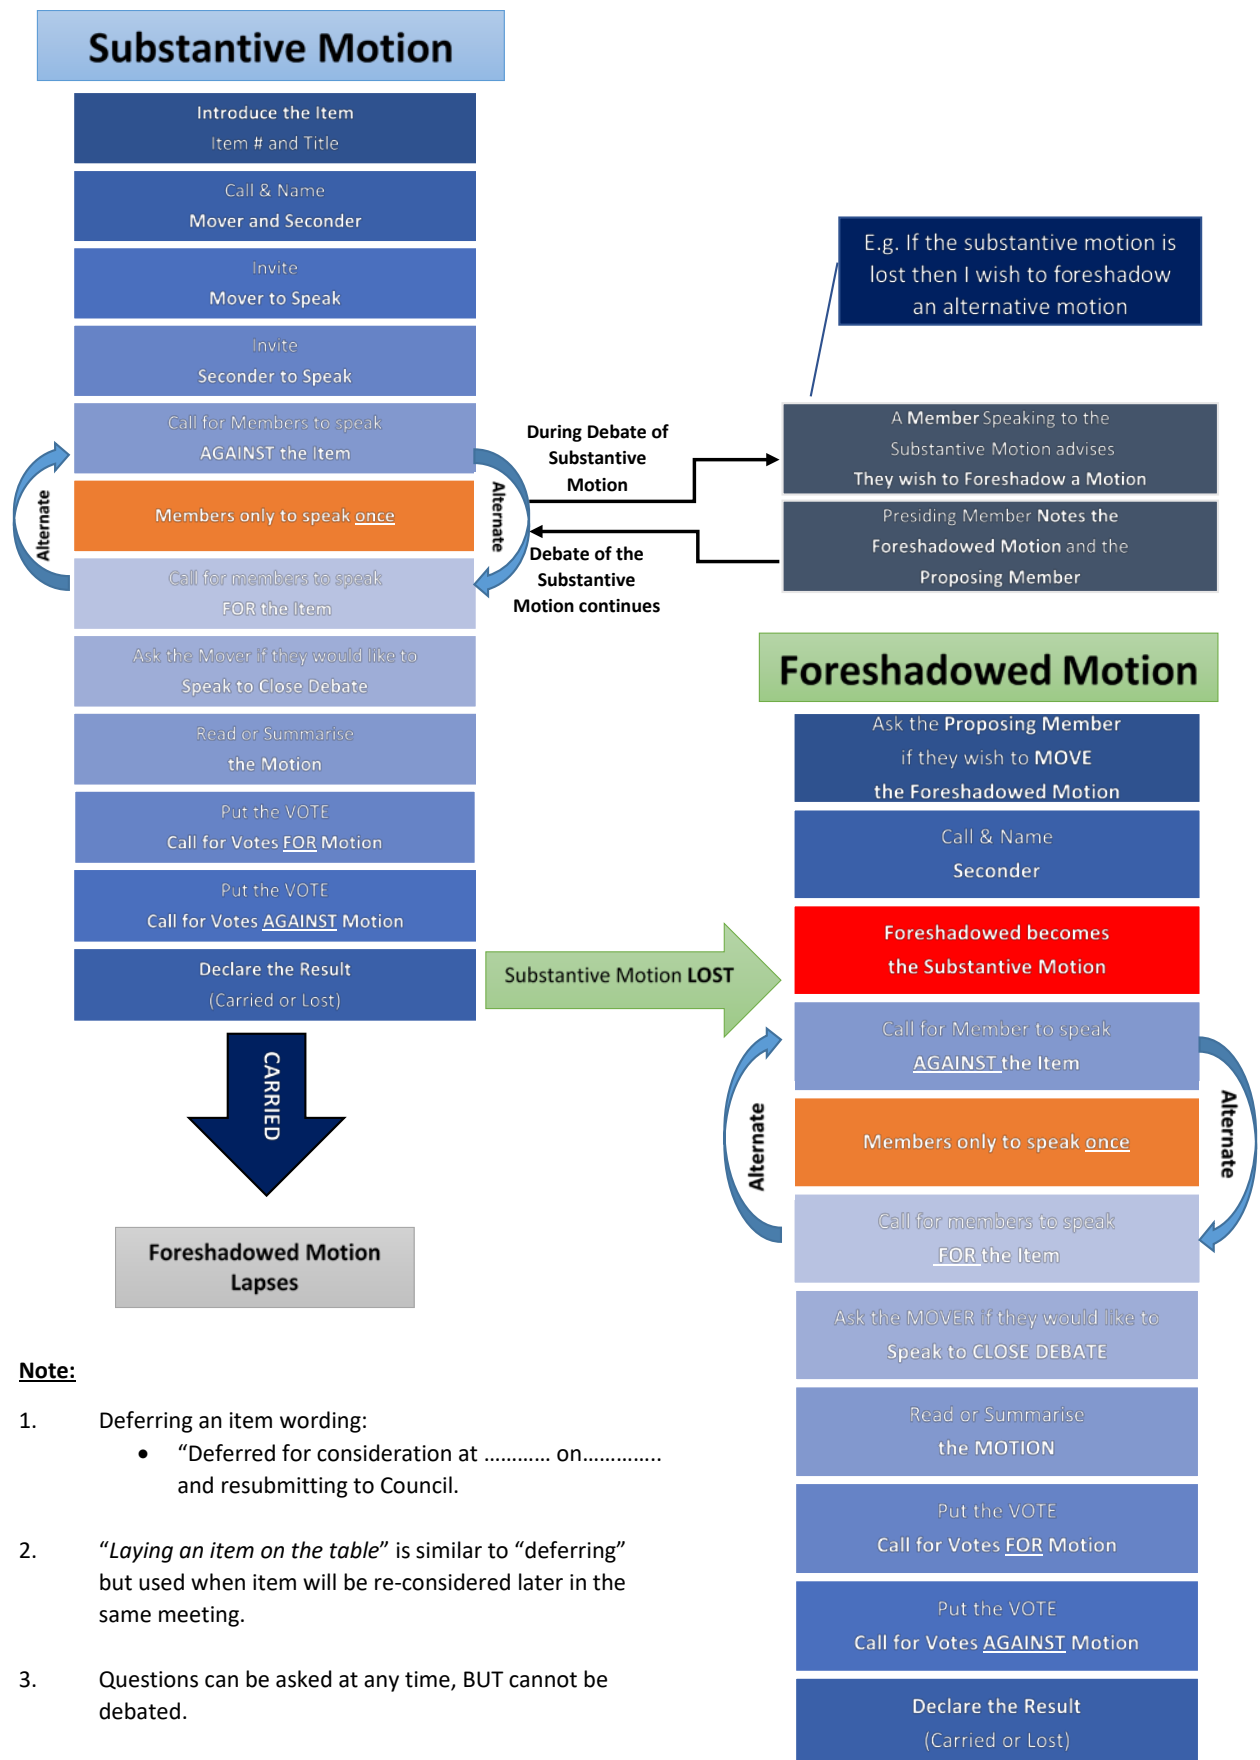 Substantive Motion
Introduce the Item
Item # and Title
Call & Name
Mover and Seconder
Invite
Mover to Speak
Invite
Seconder to Speak
Call for Members to speak
AGAINST the Item
Alternate
Alternate
Members only to speak once
Call for members to speak
FOR the Item
Ask the Mover if they would like to
Speak to Close Debate
Read or Summarise
the Motion
Put the VOTE
Call for Votes FOR Motion
Put the VOTE
Call for Votes AGAINST Motion
Declare the Result
(Carried or Lost)
CARRIED
Foreshadowed Motion
Lapses
During Debate of
Substantive
Motion
Debate of the
Substantive
Motion continues
E.g. If the substantive motion is
lost then I wish to foreshadow
an alternative motion
A Member Speaking to the
Substantive Motion advises
They wish to Foreshadow a Motion
Presiding Member Notes the
Foreshadowed Motion and the
Proposing Member
Substantive Motion LOST
Foreshadowed Motion
Ask the Proposing Member
if they wish to MOVE
the Foreshadowed Motion
Call & Name
Seconder
Foreshadowed becomes
the Substantive Motion
Call for Member to speak
AGAINST the Item
Alternate
Alternate
Members only to speak once
Call for members to speak
FOR the Item
Ask the MOVER if they would like to
Speak to CLOSE DEBATE
Read or Summarise
the MOTION
Put the VOTE
Call for Votes FOR Motion
Put the VOTE
Call for Votes AGAINST Motion
Declare the Result
(Carried or Lost)
Note:
1. Deferring an item wording:
• “Deferred for consideration at ………… on…………..
and resubmitting to Council.
2. “Laying an item on the table” is similar to “deferring”
but used when item will be re-considered later in the
same meeting.
3. Questions can be asked at any time, BUT cannot be
debated.